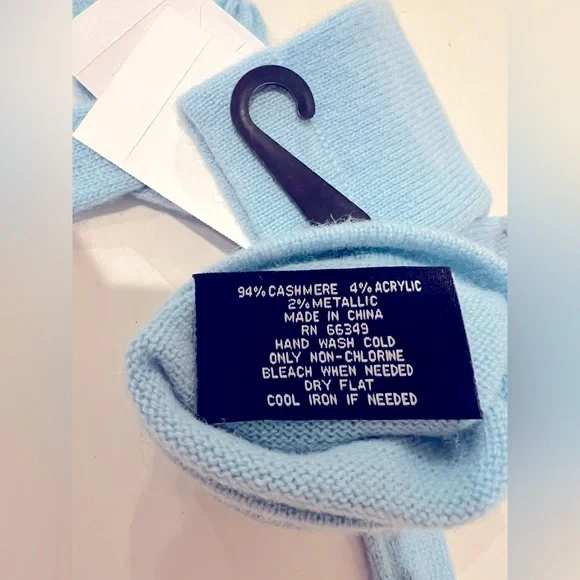 94% CASHMERE 4% ACRYLIC
2% METALLIC
MADE IN CHINA
RN 66349
HAND WASH COLD
ONLY NON-CHLORINE
BLEACH WHEN NEEDED
DRY FLAT
COOL IRON IF NEEDED